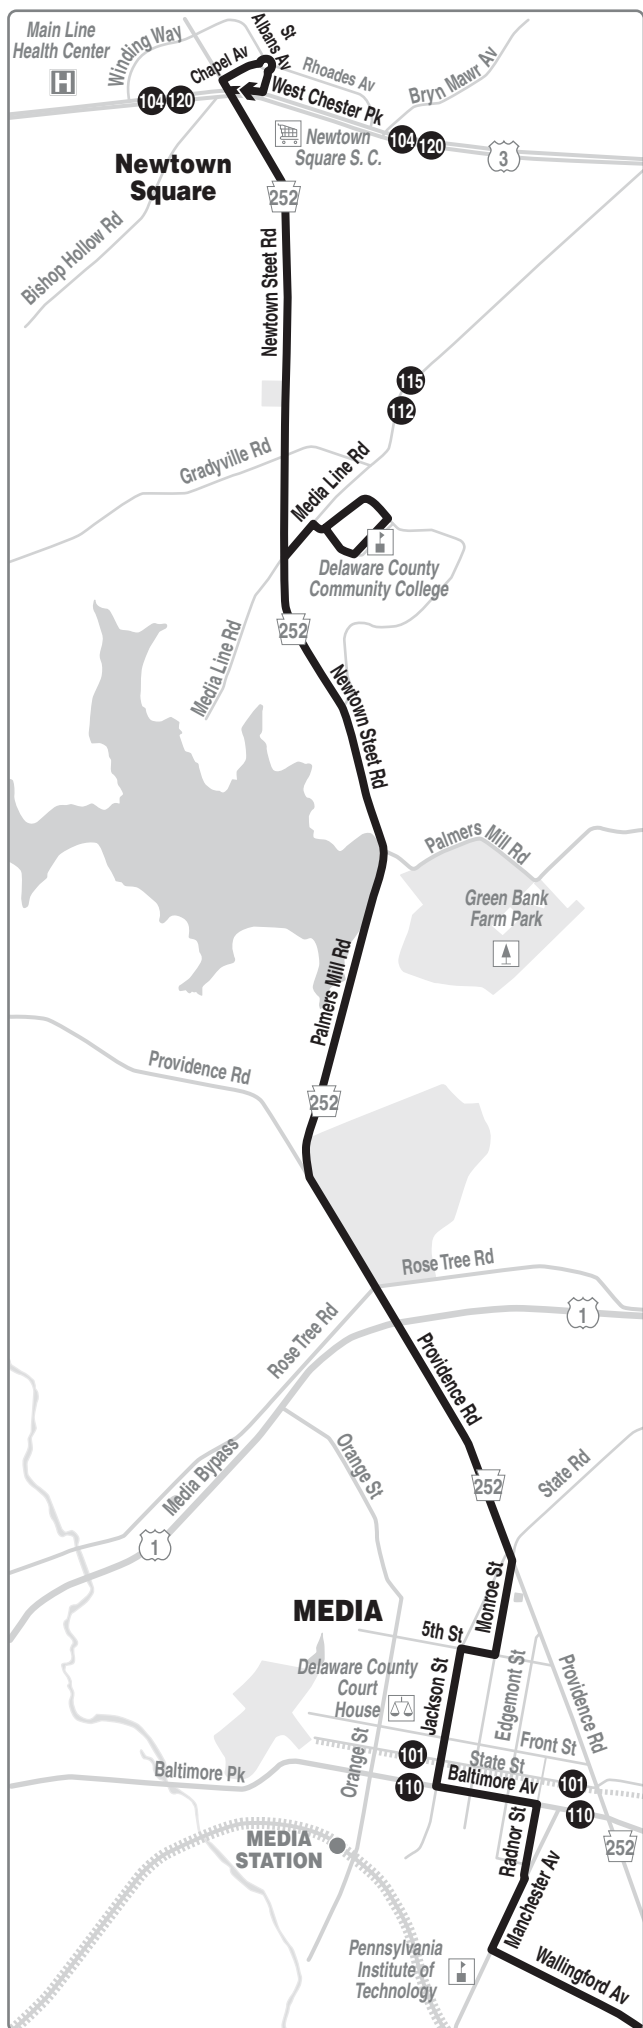 Main Line
Health Center
H
Winding Way
Chapel Av
St
Albans Av
Rhoades Av
Bryn Mawr Av
104 120
West Chester Pk
Newtown
Square S. C.
104 120
3
Newtown
Square
252
Bishop Hollow Rd
Newtown Steet Rd
115
112
Gradyville Rd
Media Line Rd
Delaware County
Community College
252
Media Line Rd
Newtown Steet Rd
Palmers Mill Rd
Green Bank
Farm Park
Palmers Mill Rd
Providence Rd
252
Rose Tree Rd
1
Rose Tree Rd
Providence Rd
Media Bypass
Orange St
252
State Rd
1
MEDIA
Monroe St
5th St
Delaware County
Court
House
Jackson St
Edgemont St
Providence Rd
Front St
Orange St
101
State St
Baltimore Pk
110
Baltimore Av
101
110
MEDIA
STATION
Radnor St
252
Manchester Av
Pennsylvania
Institute of
Technology
Wallingford Av